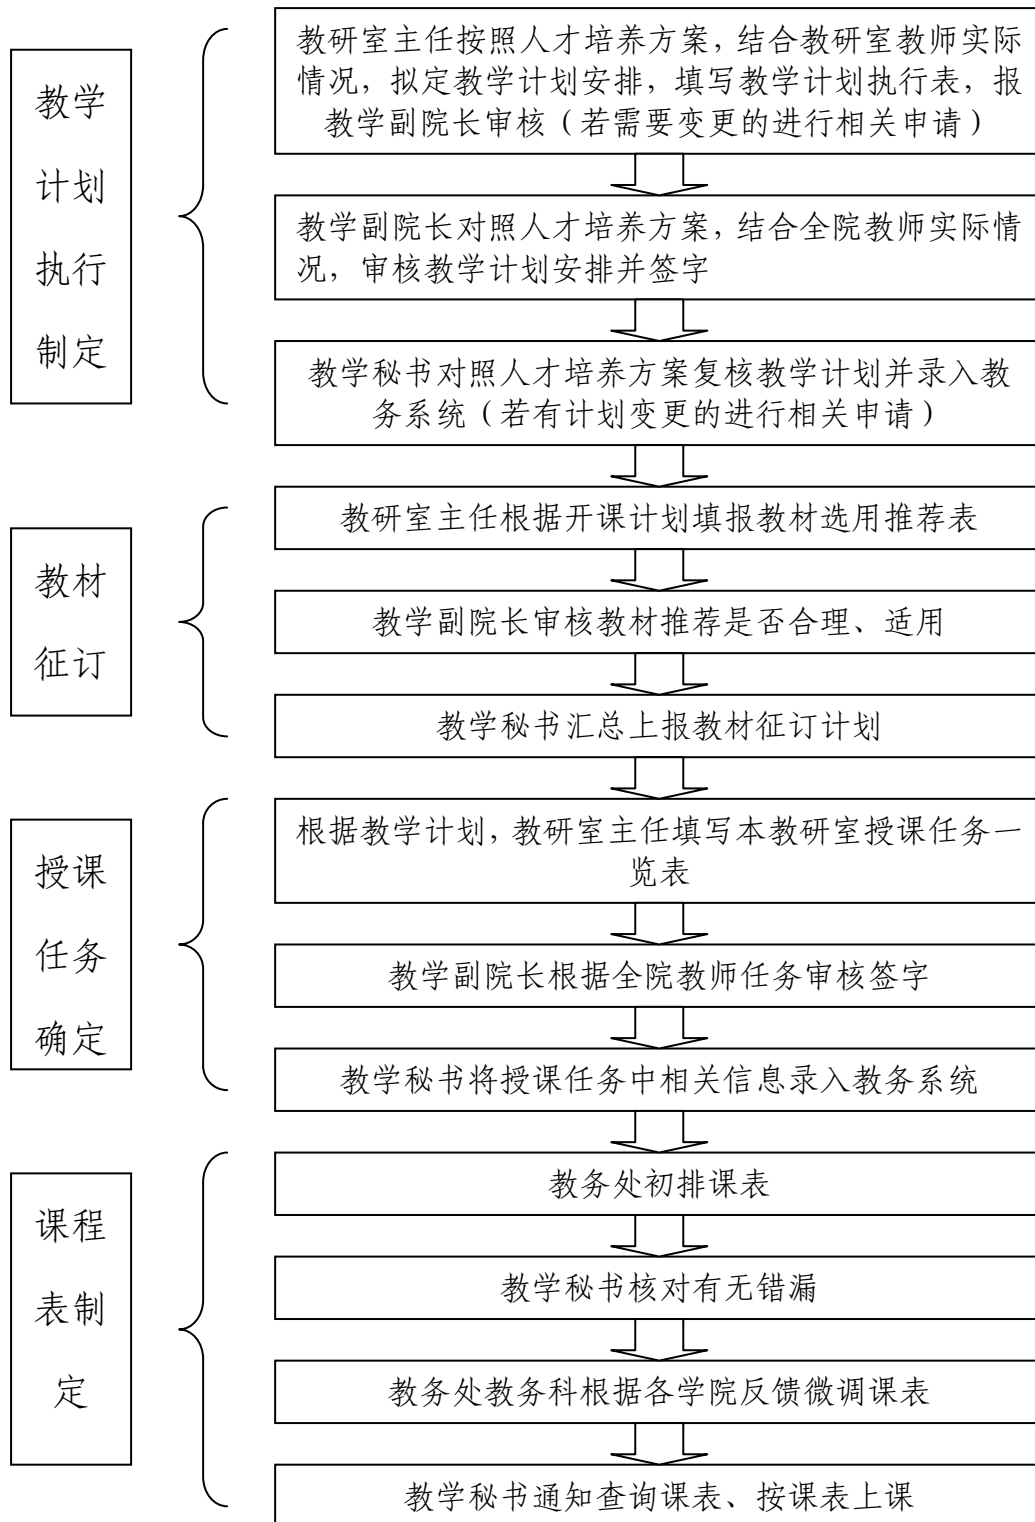 教学
计划
执行
制定
教研室主任按照人才培养方案，结合教研室教师实际
情况，拟定教学计划安排，填写教学计划执行表，报
教学副院长审核（若需要变更的进行相关申请）
教学副院长对照人才培养方案，结合全院教师实际情
况，审核教学计划安排并签字
教学秘书对照人才培养方案复核教学计划并录入教
务系统（若有计划变更的进行相关申请）
教材
征订
教研室主任根据开课计划填报教材选用推荐表
教学副院长审核教材推荐是否合理、适用
教学秘书汇总上报教材征订计划
授课
任务
确定
根据教学计划，教研室主任填写本教研室授课任务一
览表
教学副院长根据全院教师任务审核签字
教学秘书将授课任务中相关信息录入教务系统
课程
表制
定
教务处初排课表
教学秘书核对有无错漏
教务处教务科根据各学院反馈微调课表
教学秘书通知查询课表、按课表上课